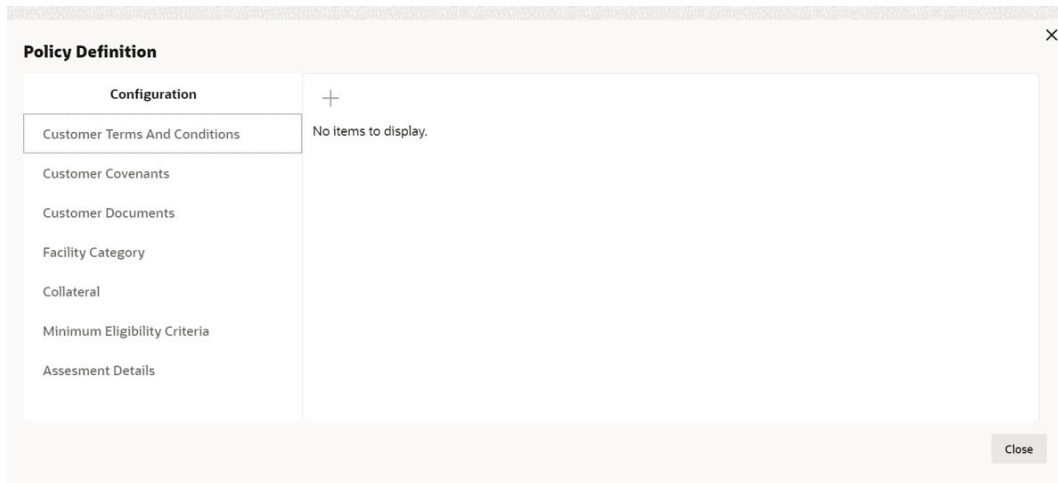 Policy Definition
Configuration
Customer Terms And Conditions
No items to display.
Customer Covenants
Customer Documents
Facility Category
Collateral
Minimum Eligibility Criteria
Assesment Details
Close